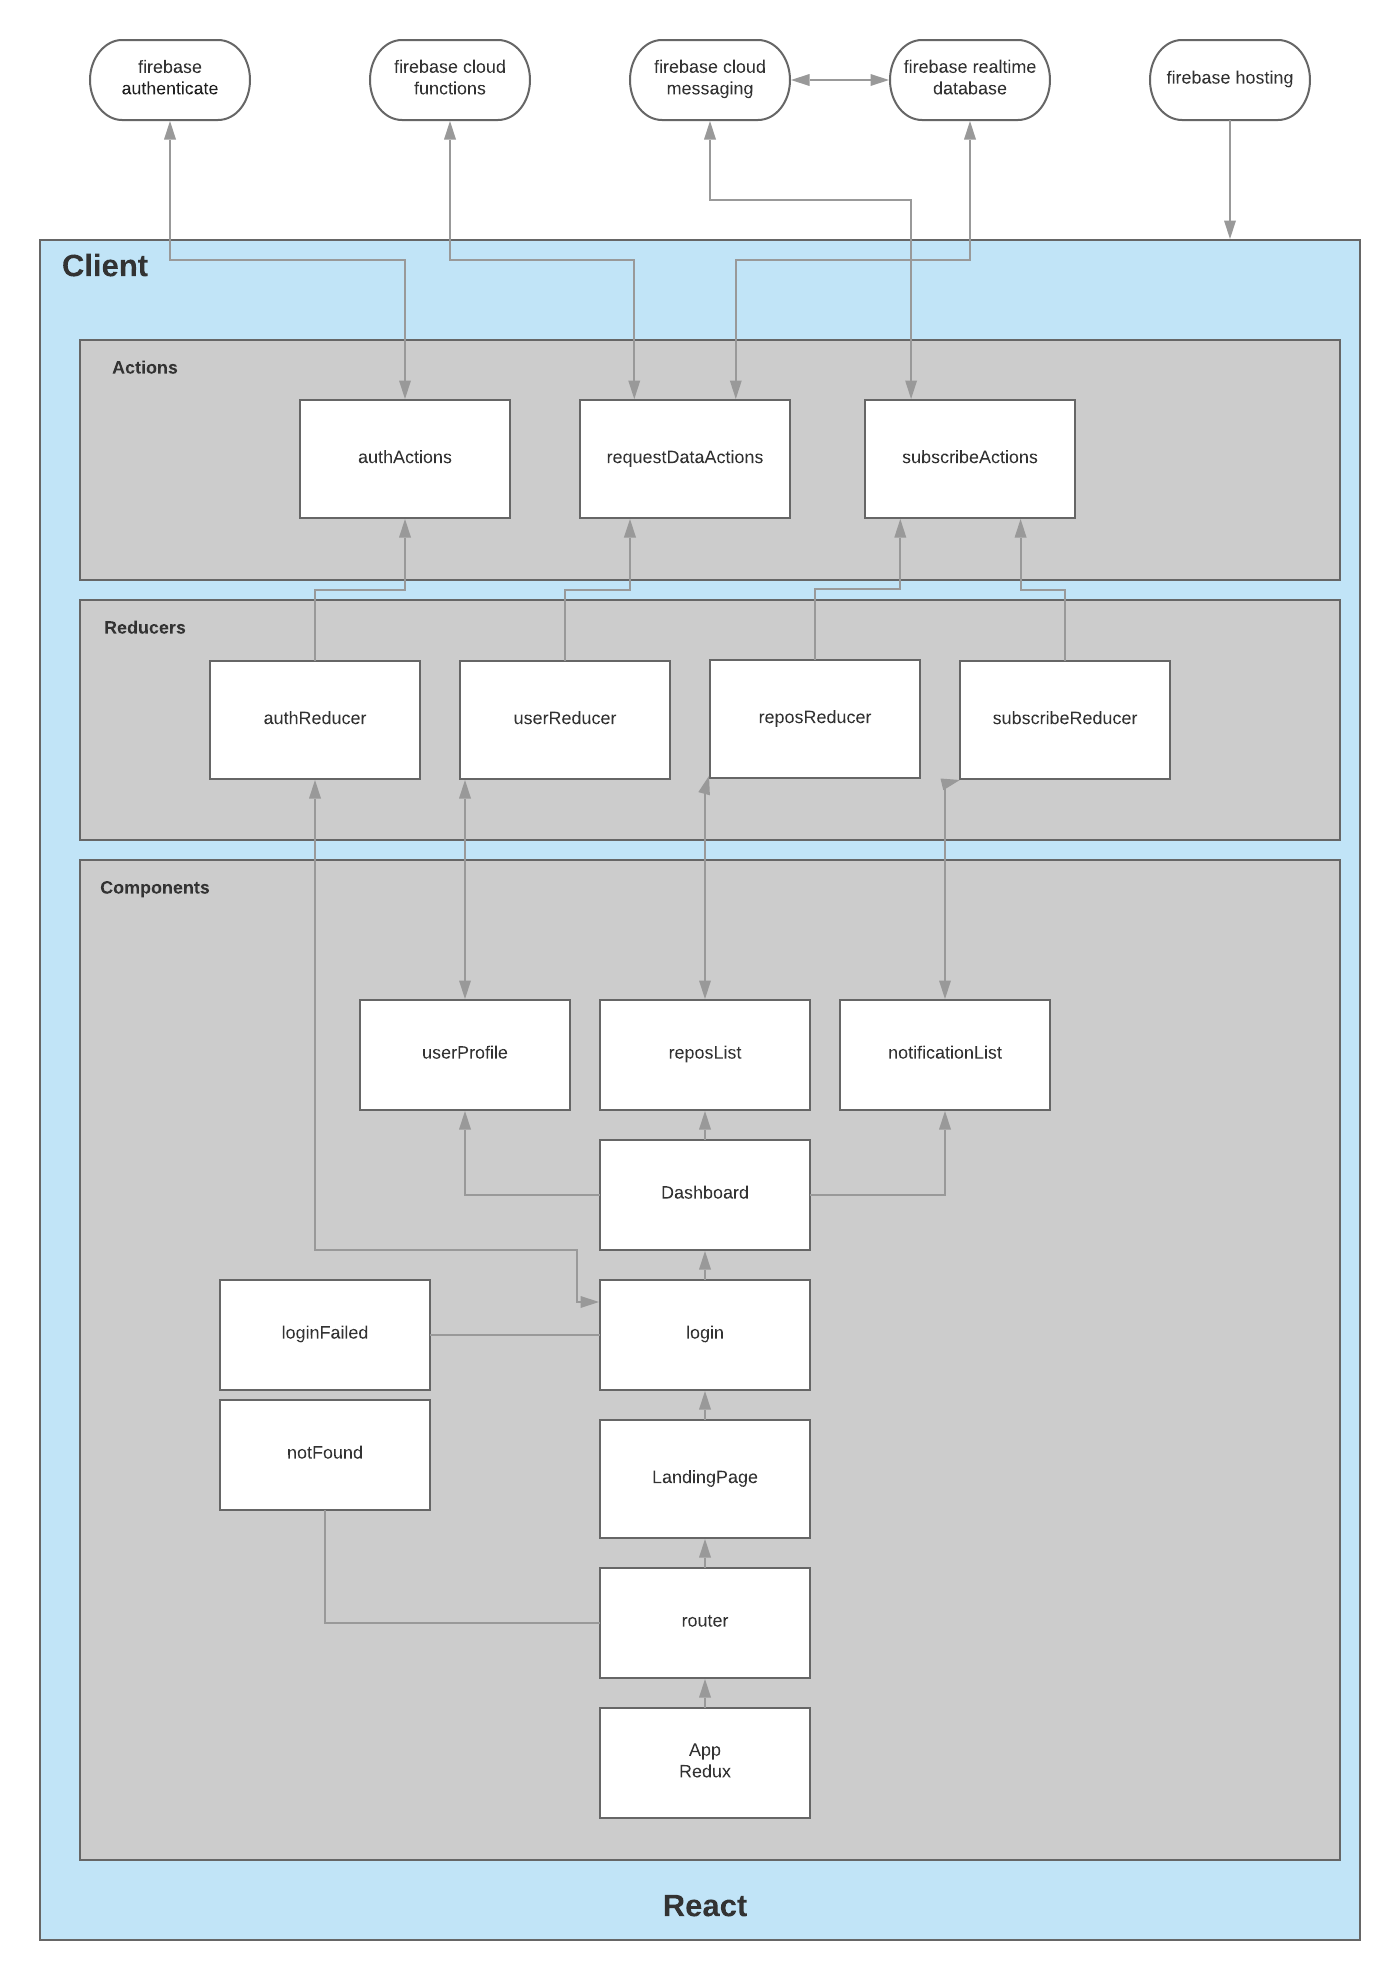 firebase
authenticate
firebase cloud
functions
firebase cloud
messaging
firebase realtime
database
firebase hosting
Client
Actions
authActions
requestDataActions
subscribeActions
Reducers
authReducer
userReducer
reposReducer
subscribeReducer
Components
userProfile
reposList
notificationList
Dashboard
loginFailed
login
notFound
LandingPage
router
App
Redux
React